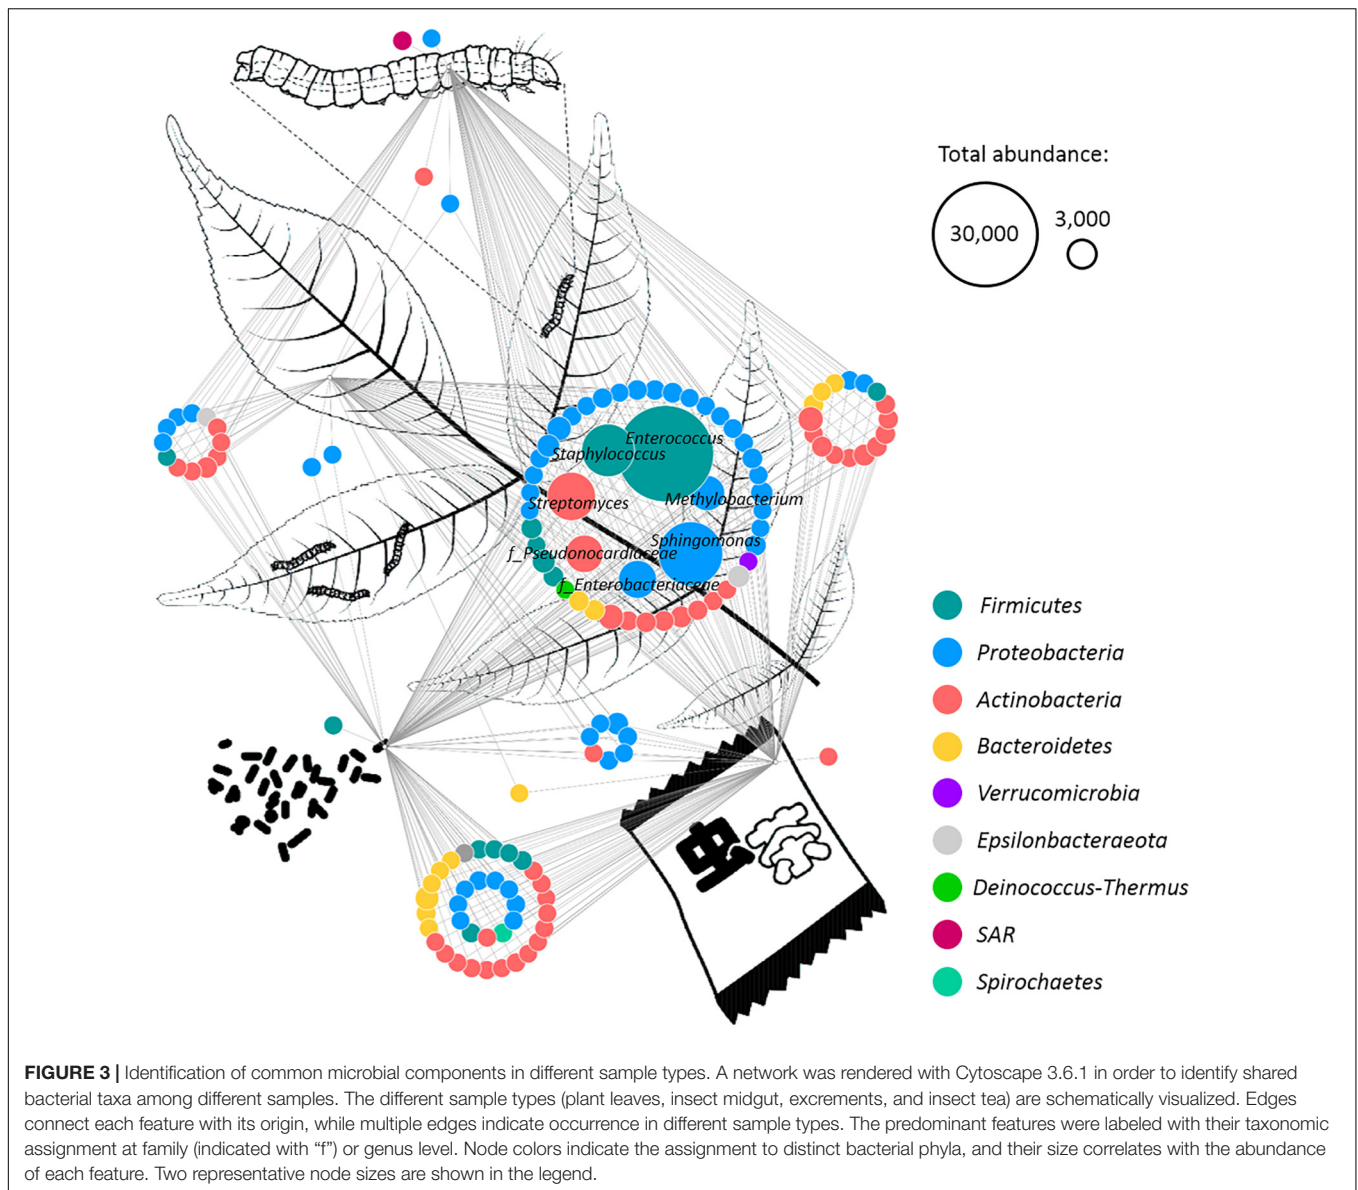 Total abundance:
30,000
3,000
Enterococcus
Staphylococcus
Methylobacterium
Streptomyces
Sphingomonas
f_Pseudonocardiaceae
f_Enterobacteriaceae
Firmicutes
Proteobacteria
Actinobacteria
Bacteroidetes
Verrucomicrobia
Epsilonbacteraeota
Deinococcus-Thermus
SAR
Spirochaetes
虫茶
FIGURE 3 | Identification of common microbial components in different sample types. A network was rendered with Cytoscape 3.6.1 in order to identify shared
bacterial taxa among different samples. The different sample types (plant leaves, insect midgut, excrements, and insect tea) are schematically visualized. Edges
connect each feature with its origin, while multiple edges indicate occurrence in different sample types. The predominant features were labeled with their taxonomic
assignment at family (indicated with “f”) or genus level. Node colors indicate the assignment to distinct bacterial phyla, and their size correlates with the abundance
of each feature. Two representative node sizes are shown in the legend.